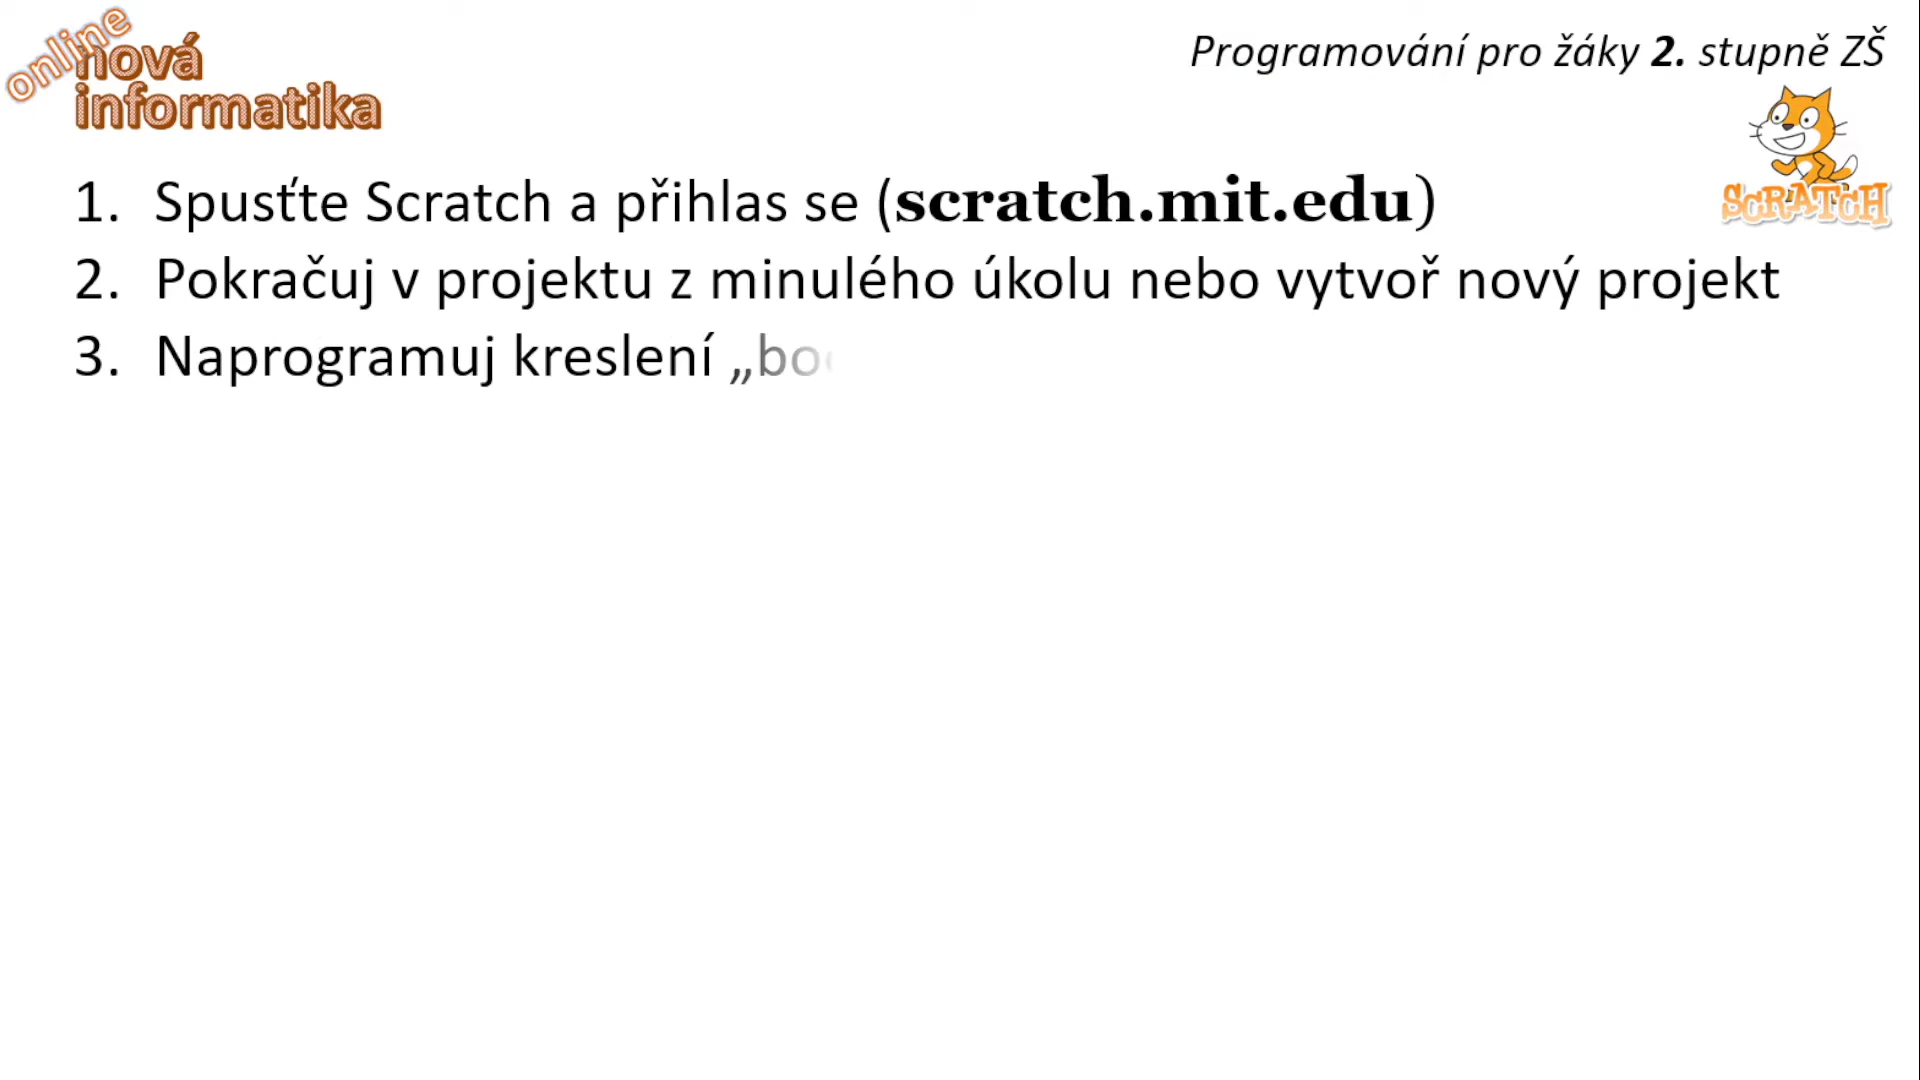 online
nová
informatika
Programování pro žáky 2. stupně ZŠ
SCRATCH
1. Spusťte Scratch a přihlas se (scratch.mit.edu)
2. Pokračuj v projektu z minulého úkolu nebo vytvoř nový projekt
3. Naprogramuj kreslení